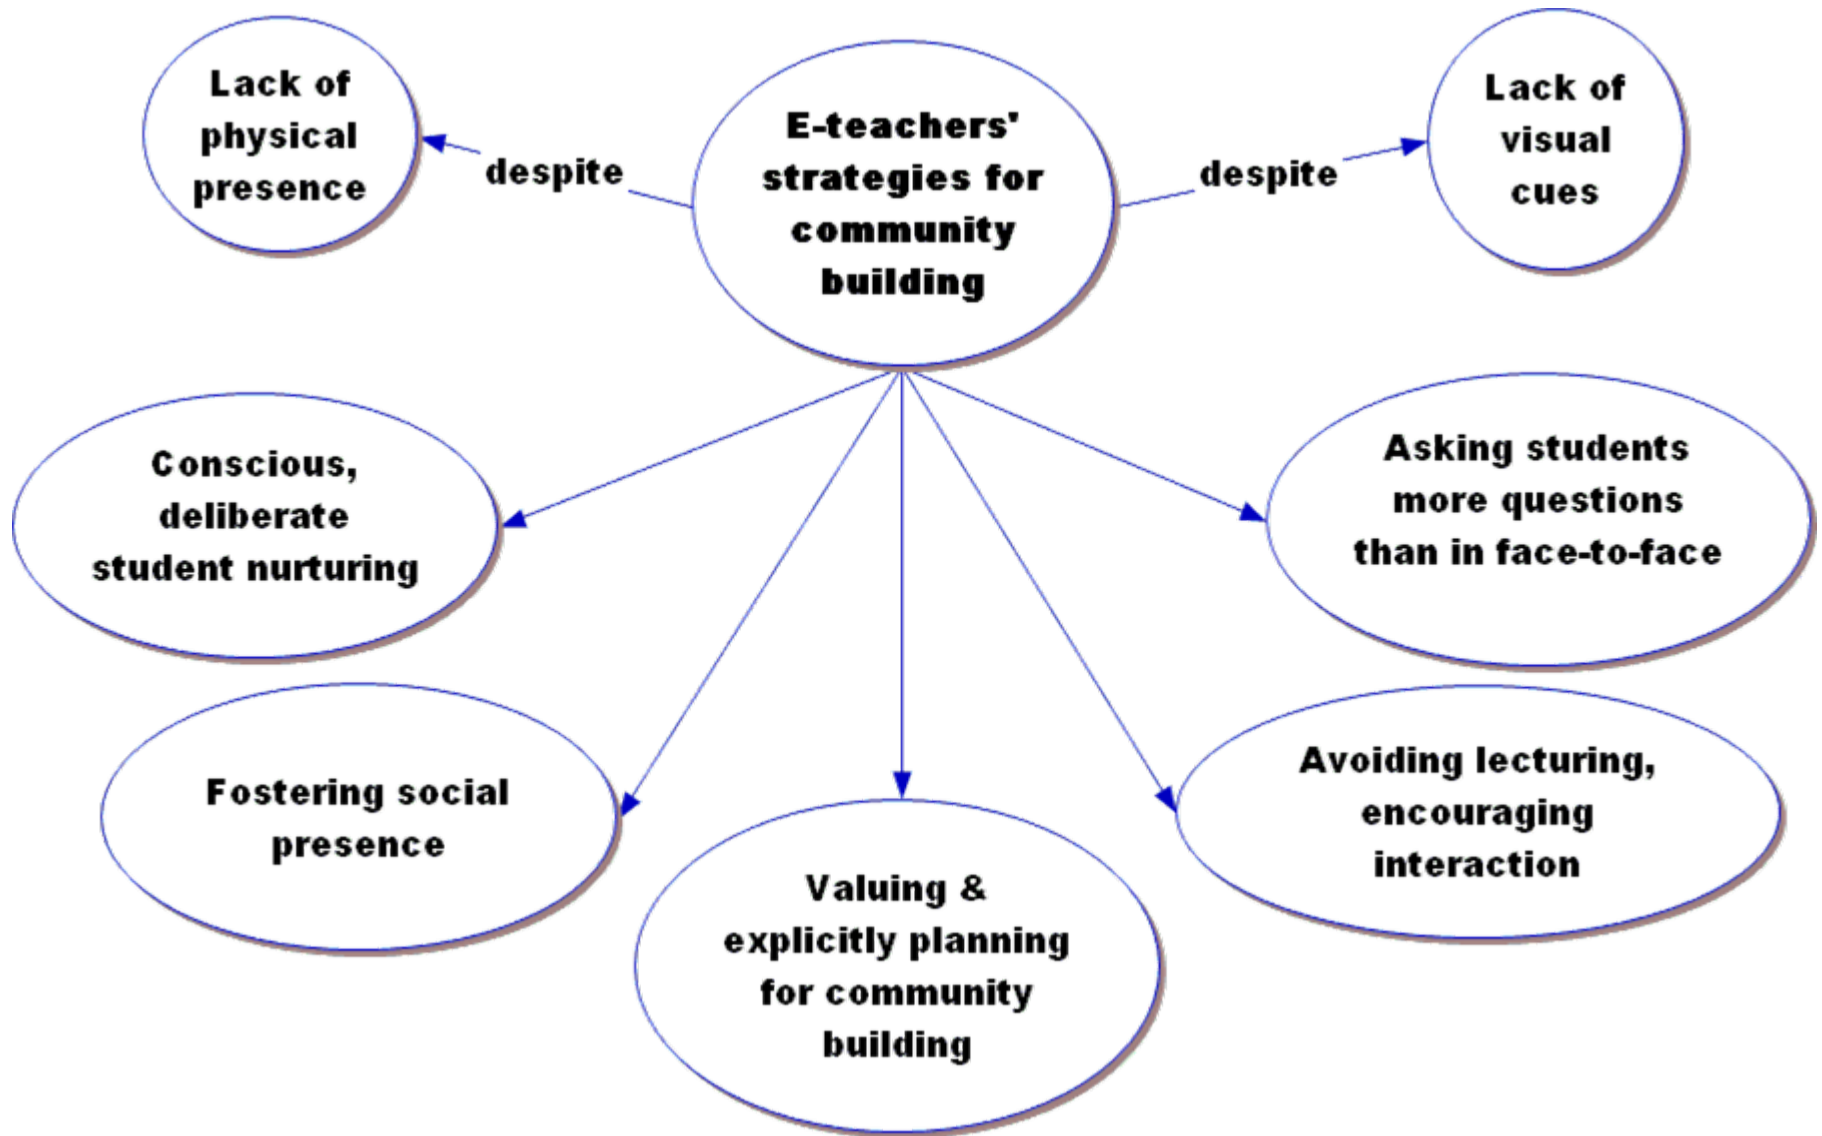 Lack of
physical
presence
despite
E-teachers'
strategies for
community
building
despite
Lack of
visual
cues
Conscious,
deliberate
student nurturing
Asking students
more questions
than in face-to-face
Fostering social
presence
Valuing &
explicitly planning
for community
building
Avoiding lecturing,
encouraging
interaction